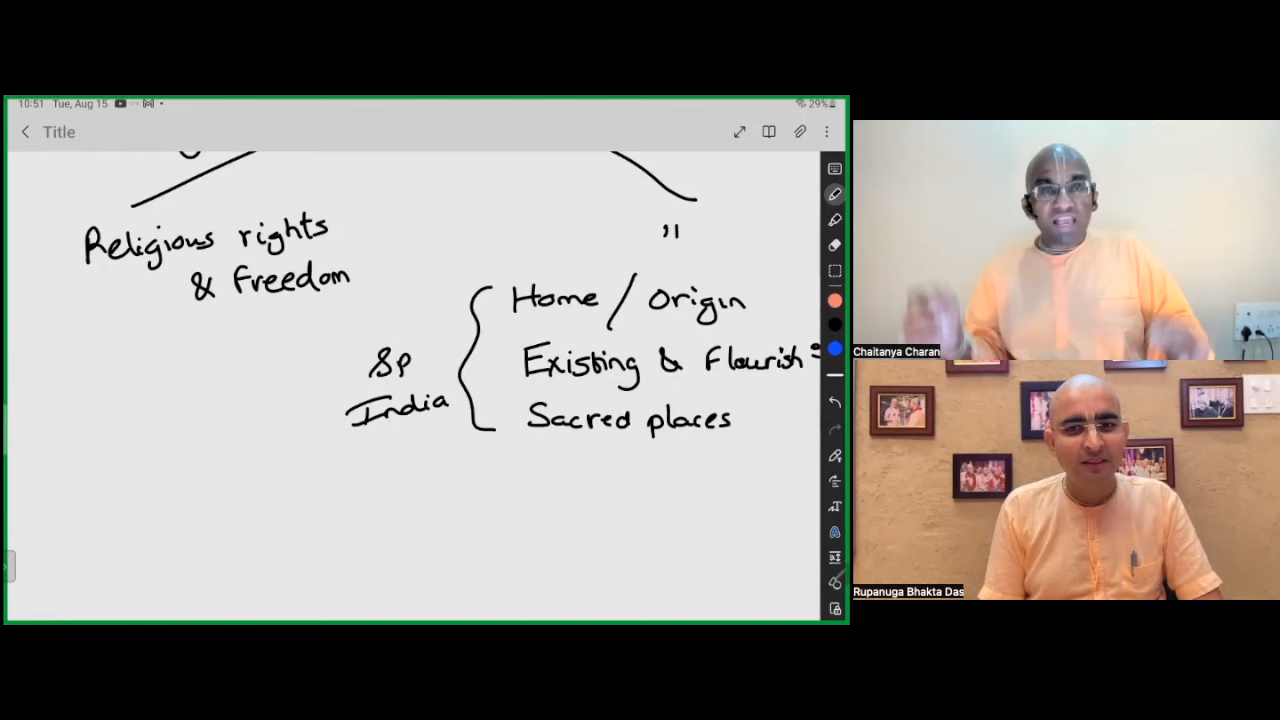 10:51 Tue, Aug 15
29%
Title
Religious rights
& Freedom
"
Home / Origin
Existing & Flourish
Sacred places
Sp
India
Chaitanya Charan
Rupanuga Bhakta Das